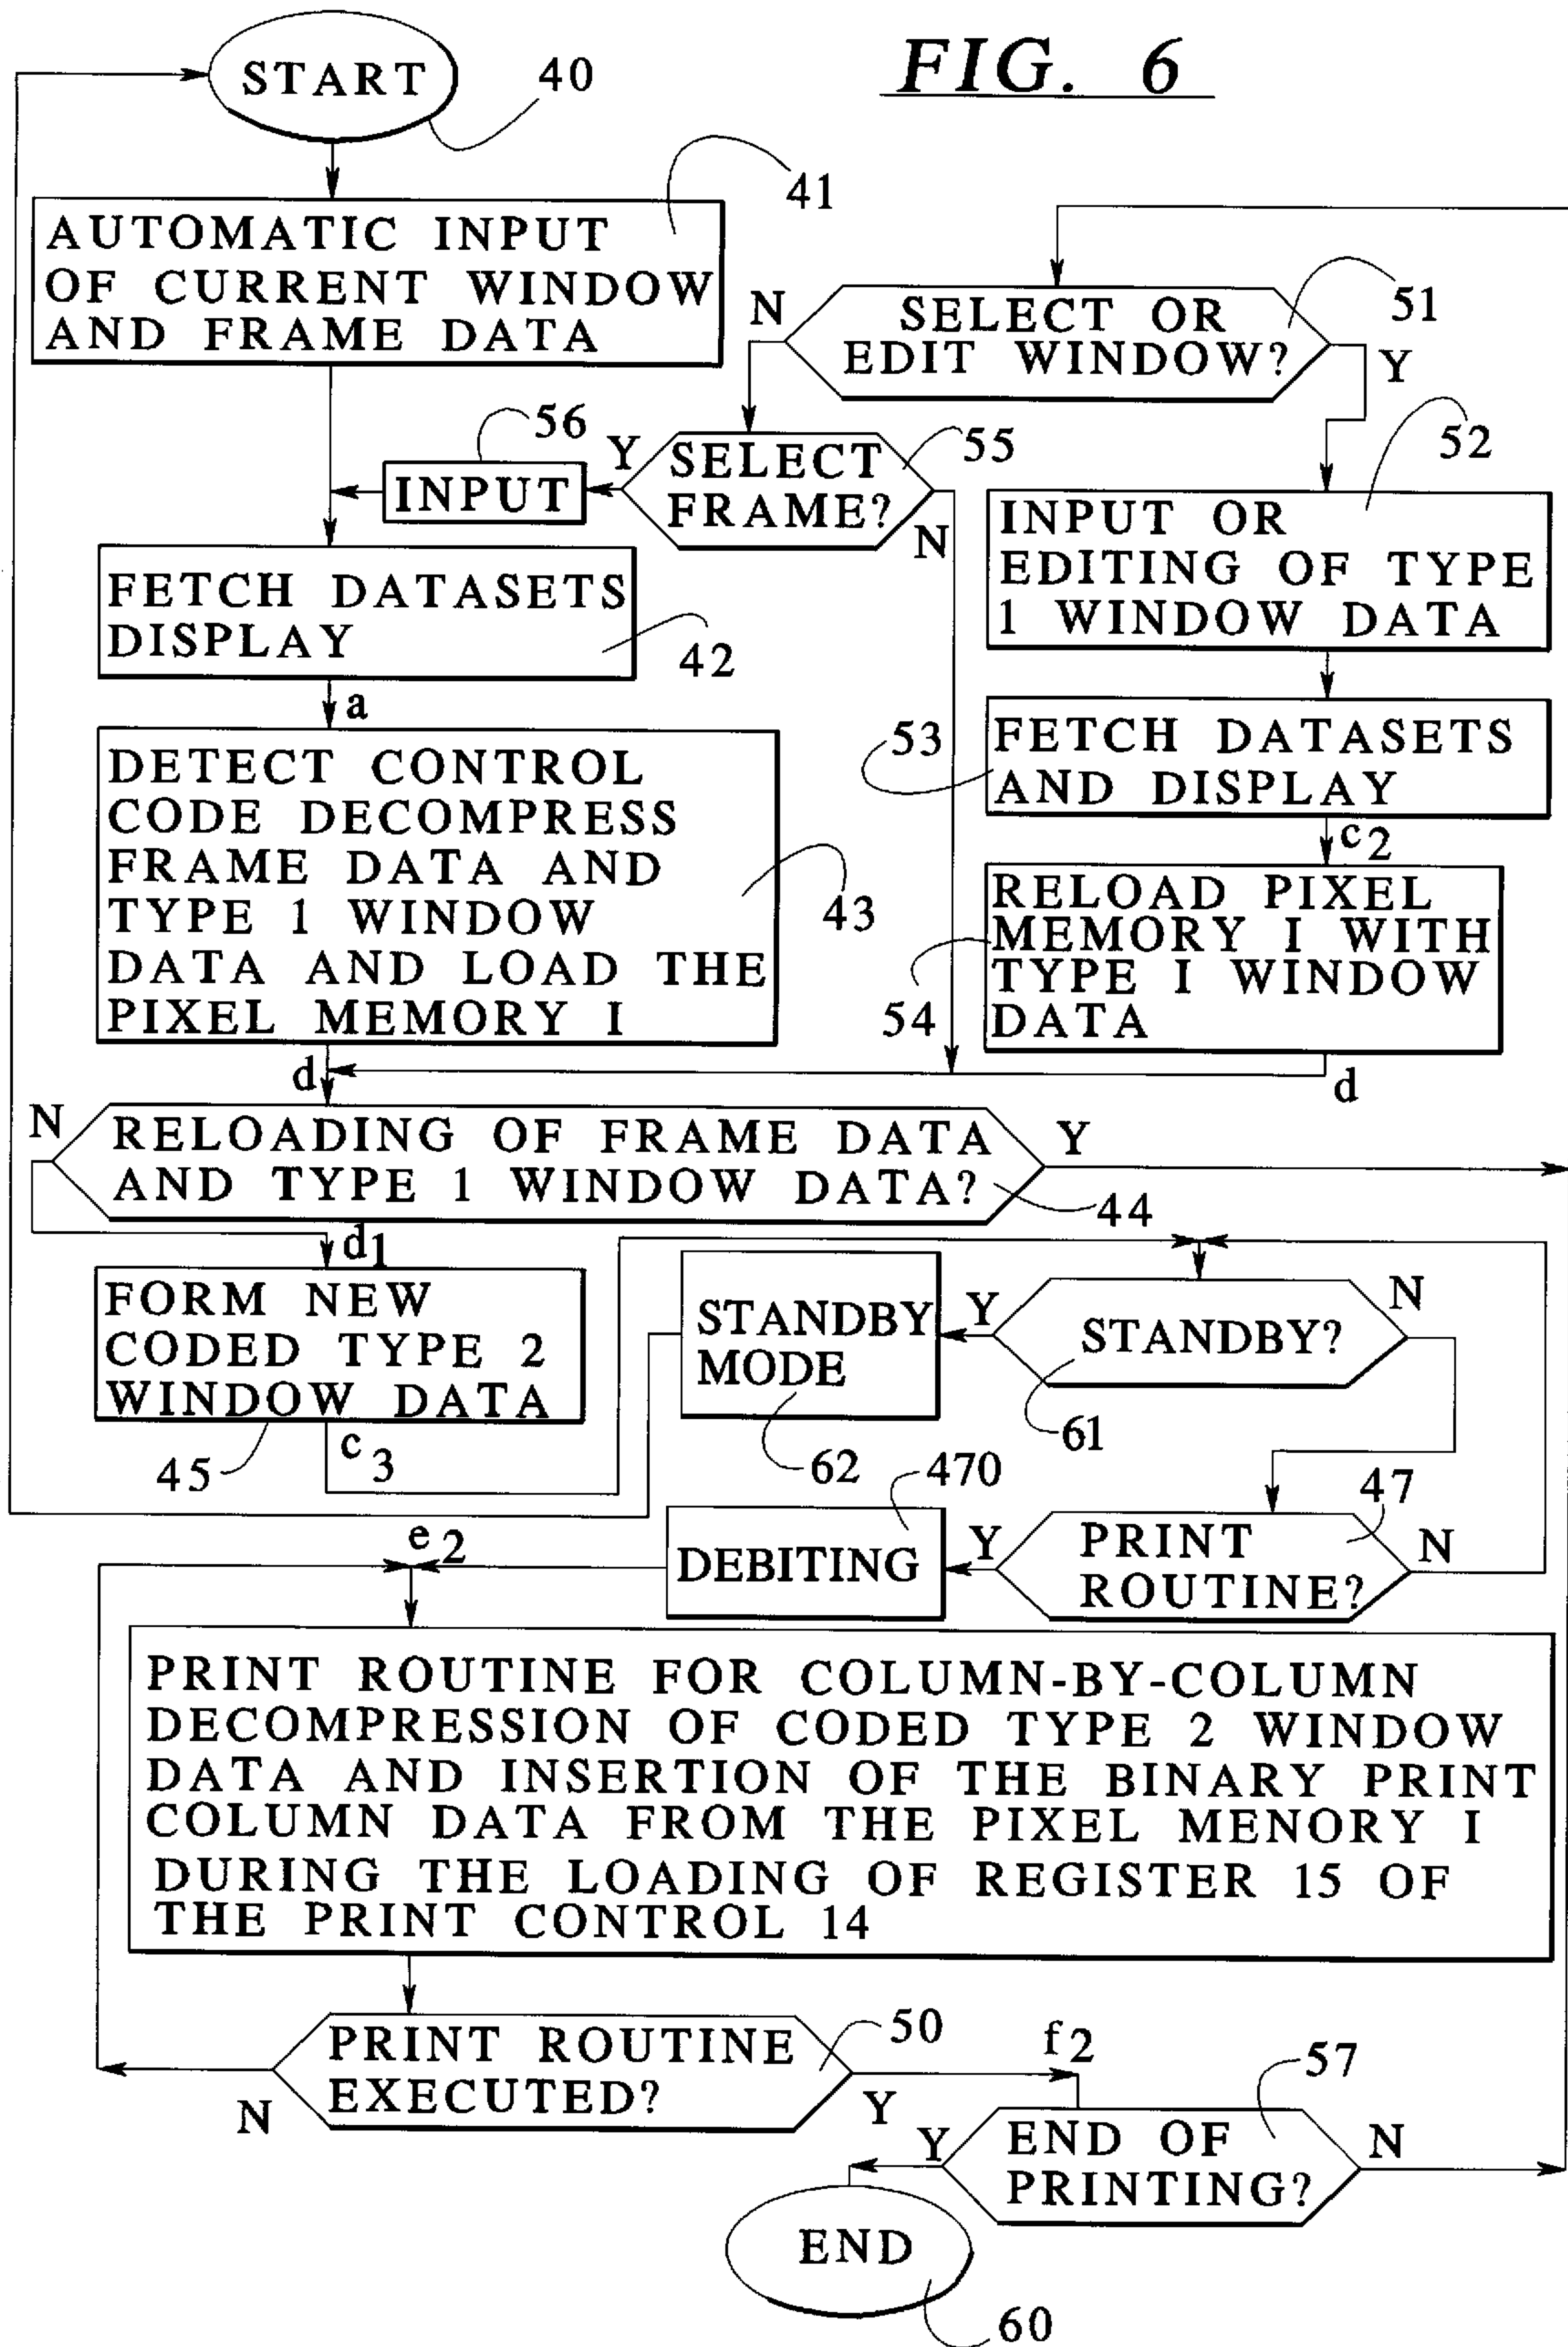 FIG. 6
START
40
AUTOMATIC INPUT
OF CURRENT WINDOW
AND FRAME DATA
41
SELECT OR
EDIT WINDOW?
51
N
Y
56
INPUT
Y
SELECT
FRAME?
55
N
52
INPUT OR
EDITING OF TYPE
1 WINDOW DATA
FETCH DATASETS
DISPLAY
42
a
53
FETCH DATASETS
AND DISPLAY
c2
DETECT CONTROL
CODE DECOMPRESS
FRAME DATA AND
TYPE 1 WINDOW
DATA AND LOAD THE
PIXEL MEMORY I
43
RELOAD PIXEL
MEMORY I WITH
TYPE I WINDOW
DATA
54
d
d
N
RELOADING OF FRAME DATA
AND TYPE 1 WINDOW DATA?
Y
44
d1
FORM NEW
CODED TYPE 2
WINDOW DATA
45
c3
STANDBY
MODE
62
Y
STANDBY?
N
61
470
DEBITING
Y
PRINT
ROUTINE?
47
N
e2
PRINT ROUTINE FOR COLUMN-BY-COLUMN
DECOMPRESSION OF CODED TYPE 2 WINDOW
DATA AND INSERTION OF THE BINARY PRINT
COLUMN DATA FROM THE PIXEL MENORY I
DURING THE LOADING OF REGISTER 15 OF
THE PRINT CONTROL 14
PRINT ROUTINE
EXECUTED?
50
N
Y
f2
END OF
PRINTING?
57
Y
N
END
60